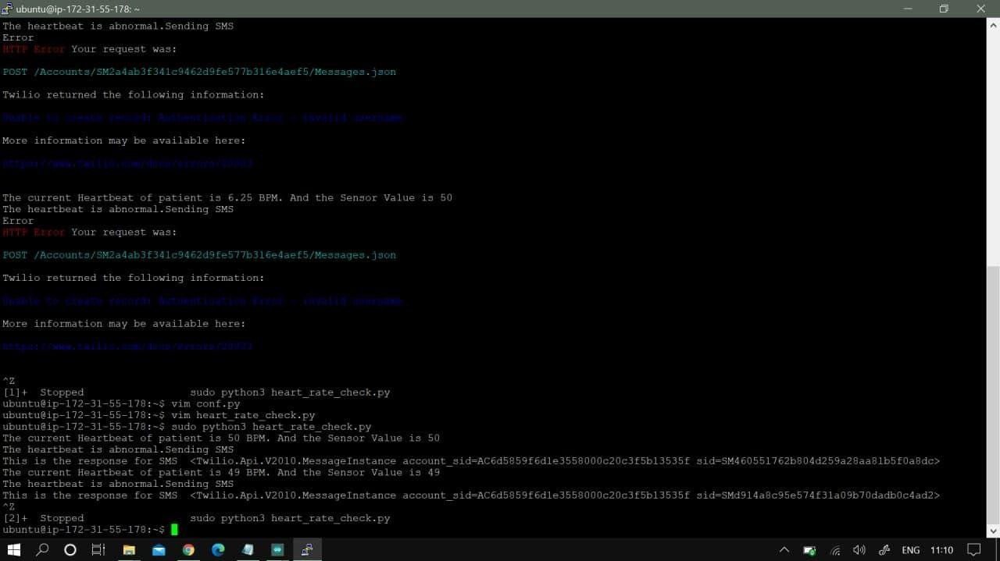 ubuntu@ip-172-31-55-178: ~
The heartbeat is abnormal.Sending SMS
Error
HTTP Error Your request was:
POST /Accounts/SM2a4ab3f341c9462d9fe577b316e4aef5/Messages.json
Twilio returned the following information:
Unable to create record: Authentication Error - invalid username
More information may be available here:
https://www.twilio.com/docs/errors/20003
The current Heartbeat of patient is 6.25 BPM. And the Sensor Value is 50
The heartbeat is abnormal.Sending SMS
Error
HTTP Error Your request was:
POST /Accounts/SM2a4ab3f341c9462d9fe577b316e4aef5/Messages.json
Twilio returned the following information:
Unable to create record: Authentication Error - invalid username
More information may be available here:
https://www.twilio.com/docs/errors/20003
^Z
[1]+  Stopped                 sudo python3 heart_rate_check.py
ubuntu@ip-172-31-55-178:~$ vim conf.py
ubuntu@ip-172-31-55-178:~$ vim heart_rate_check.py
ubuntu@ip-172-31-55-178:~$ sudo python3 heart_rate_check.py
The current Heartbeat of patient is 50 BPM. And the Sensor Value is 50
The heartbeat is abnormal.Sending SMS
This is the response for SMS  <Twilio.Api.V2010.MessageInstance account_sid=AC6d5859f6d1e3558000c20c3f5b13535f sid=SM460551762b804d259a28aa81b5f0a8dc>
The current Heartbeat of patient is 49 BPM. And the Sensor Value is 49
The heartbeat is abnormal.Sending SMS
This is the response for SMS  <Twilio.Api.V2010.MessageInstance account_sid=AC6d5859f6d1e3558000c20c3f5b13535f sid=SMd914a8c95e574f31a09b70dadb0c4ad2>
^Z
[2]+  Stopped                 sudo python3 heart_rate_check.py
ubuntu@ip-172-31-55-178:~$
ENG 11:10